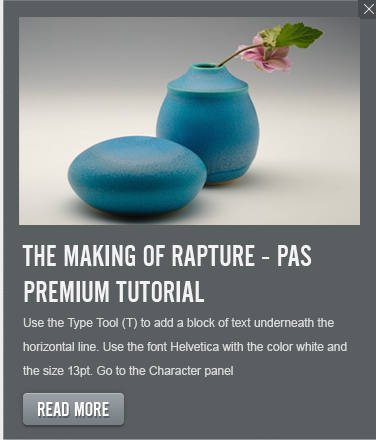 THE MAKING OF RAPTURE - PAS
PREMIUM TUTORIAL
Use the Type Tool (T) to add a block of text underneath the
horizontal line. Use the font Helvetica with the color white and
the size 13pt. Go to the Character panel
READ MORE